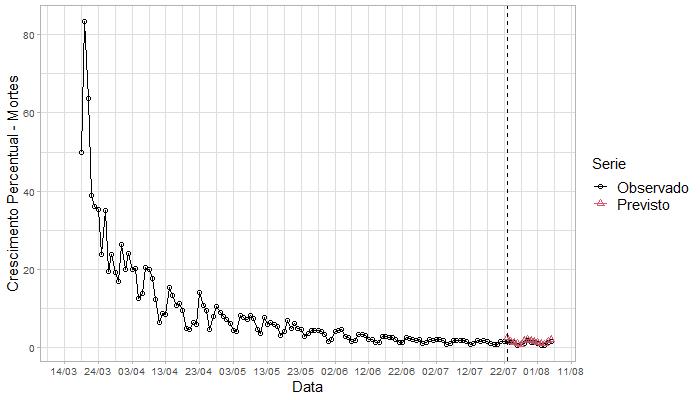 Crescimento Percentual - Mortes
80
60
40
20
0
14/03 24/03 03/04 13/04 23/04 03/05 13/05 23/05 02/06 12/06 22/06 02/07 12/07 22/07 01/08 11/08
Data
Serie
Observado
Previsto